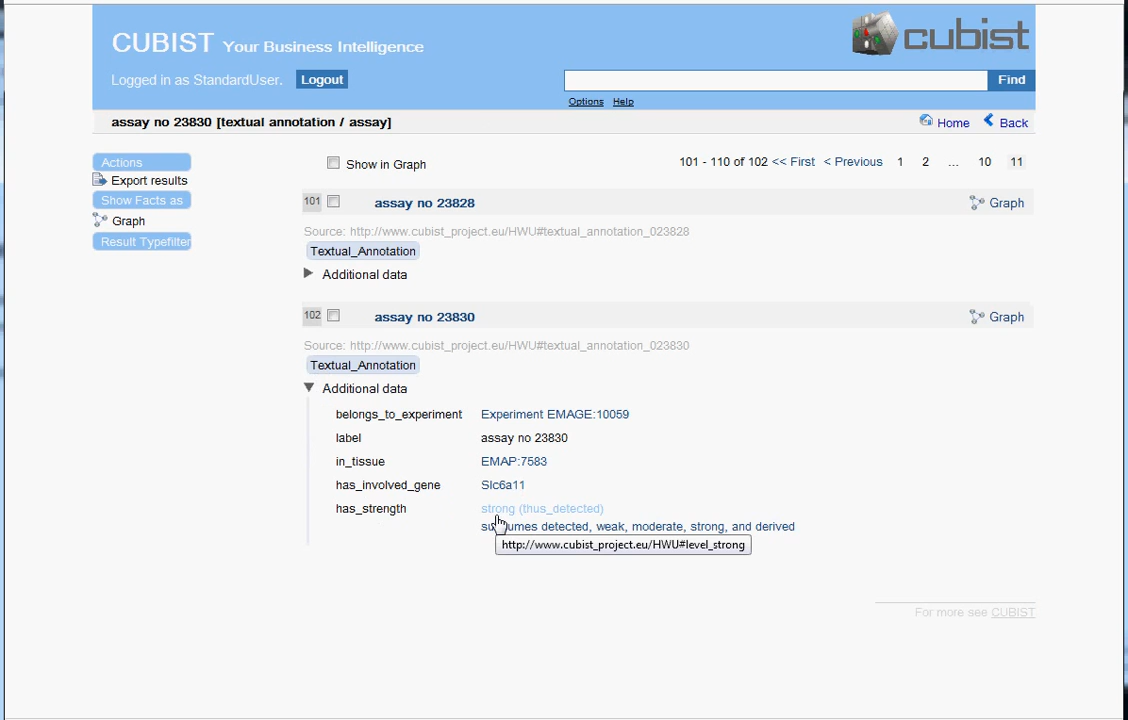 CUBIST Your Business Intelligence
cubist
Logged in as StandardUser. Logout
Find
Options Help
assay no 23830 [textual annotation / assay]
Home Back
Actions
Export results
Show Facts as
Graph
Result Typefilter
Show in Graph
101 - 110 of 102 << First < Previous 1 2 ... 10 11
101 assay no 23828 Graph
Source: http://www.cubist_project.eu/HWU#textual_annotation_023828
Textual_Annotation
Additional data
102 assay no 23830 Graph
Source: http://www.cubist_project.eu/HWU#textual_annotation_023830
Textual_Annotation
Additional data
belongs_to_experiment Experiment EMAGE:10059
label assay no 23830
in_tissue EMAP:7583
has_involved_gene Slc6a11
has_strength strong (thus_detected)
detected, weak, moderate, strong, and derived
http://www.cubist_project.eu/HWU#level_strong
For more see CUBIST